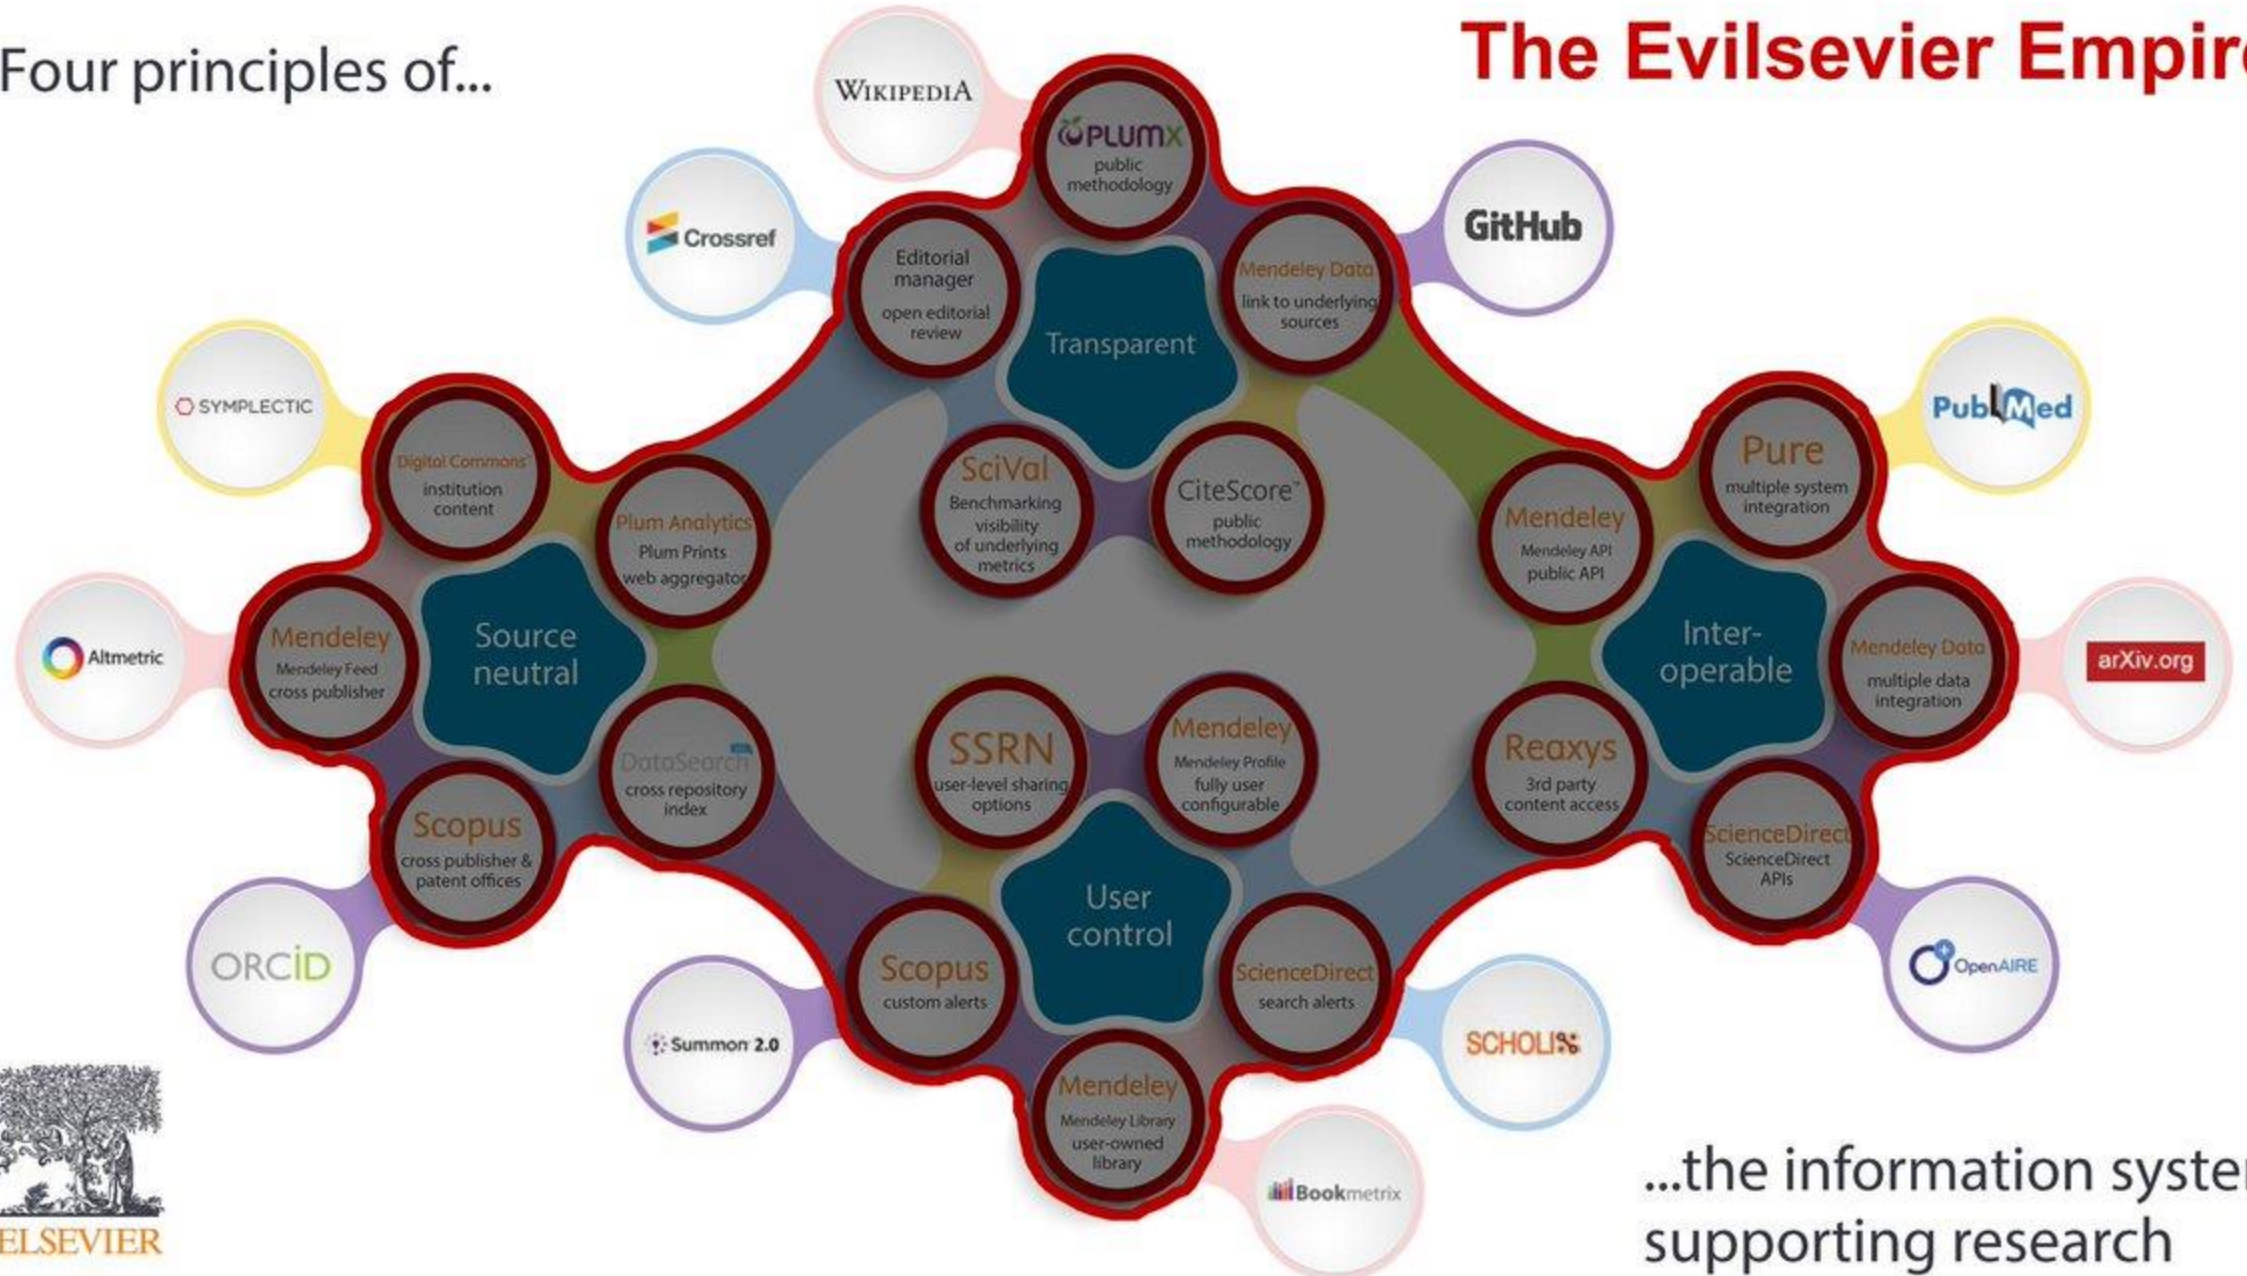 Four principles of...
The Evilsevier Empire
WIKIPEDIA
PLUMX
public
methodology
Crossref
GitHub
Editorial
manager
open editorial
review
Mendeley Data
link to underlying
sources
Transparent
SciVal
Benchmarking
visibility
of underlying
metrics
CiteScore™
public
methodology
SYMPLECTIC
Digital Commons
institution
content
Plum Analytics
Plum Prints
web aggregator
Altmetric
Mendeley
Mendeley Feed
cross publisher
Source
neutral
DataSearch
cross repository
index
Scopus
cross publisher &
patent offices
ORCID
PubMed
Pure
multiple system
integration
Mendeley
Mendeley API
public API
Inter-
operable
Mendeley Data
multiple data
integration
arXiv.org
Reaxys
3rd party
content access
ScienceDirect
ScienceDirect
APIs
OpenAIRE
SSRN
user-level sharing
options
Mendeley
Mendeley Profile
fully user
configurable
User
control
Scopus
custom alerts
ScienceDirect
search alerts
Summon 2.0
SCHOLIX
Mendeley
Mendeley Library
user-owned
library
Bookmetrix
ELSEVIER
...the information system
supporting research